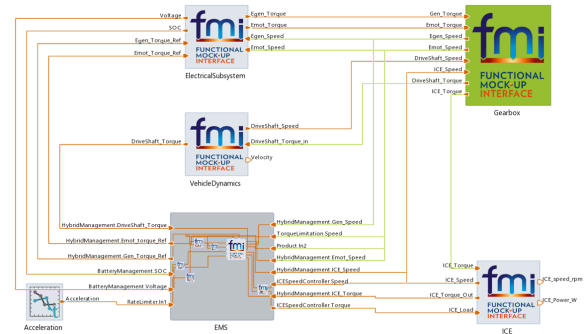 Voltage
SOC
Egen_Torque_Ref
Emot_Torque_Ref
fmi
FUNCTIONAL
MOCK-UP
INTERFACE
Egen_Torque
Emot_Torque
Egen_Speed
Emot_Speed
ElectricalSubsystem
Gen_Torque
Emot_Torque
Egen_Speed
Emot_Speed
DriveShaft_Speed
ICE_Speed
DriveShaft_Torque
ICE_Torque
fmi
FUNCTIONAL
MOCK-UP
INTERFACE
Gearbox
DriveShaft_Torque
fmi
FUNCTIONAL
MOCK-UP
INTERFACE
DriveShaft_Speed
DriveShaft_Torque_in
Velocity
VehicleDynamics
HybridManagement.DriveShaft_Torque
HybridManagement.Emot_torque_Ref
HybridManagement.Gen_Torque_Ref
BatteryManagement.SOC
BatteryManagement.Voltage
RateLimiter.In1
fmi
HybridManagement.Gen_Speed
TorqueLimitation.Speed
Product.In2
HybridManagement.Emot_Speed
HybridManagement.ICE_Speed
ICESpeedController.Speed
HybridManagement.ICE_Torque
ICESpeedController.Torque
EMS
Acceleration
Acceleration
ICE_Torque
ICE_Speed
ICE_Torque_Out
ICE_Load
fmi
FUNCTIONAL
MOCK-UP
INTERFACE
ICE_speed_rpm
ICE_Power_W
ICE